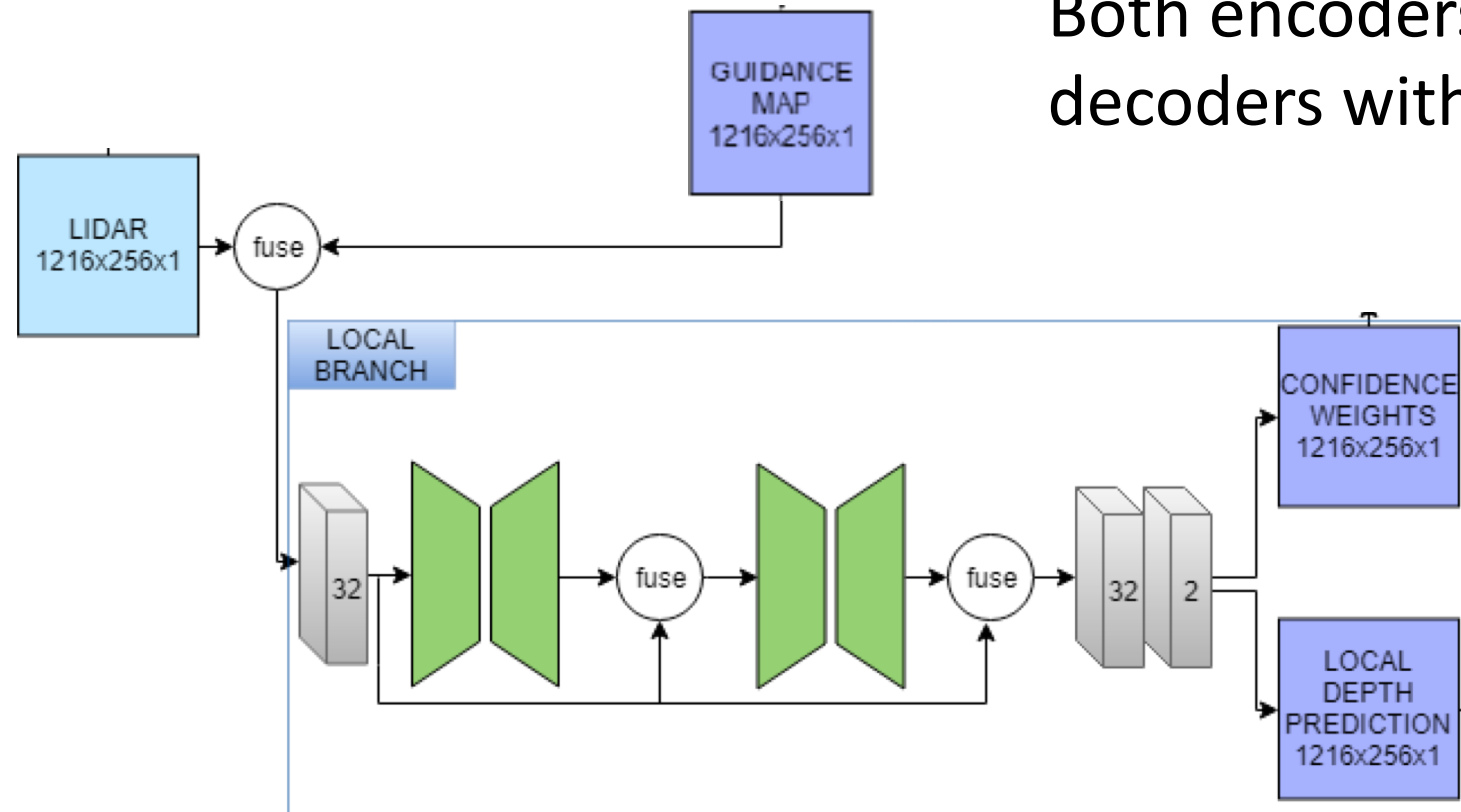 Both encoders
decoders with
GUIDANCE
MAP
1216x256x1
LIDAR
1216x256x1
fuse
LOCAL
BRANCH
CONFIDENCE
WEIGHTS
1216x256x1
32
fuse
fuse
32
2
LOCAL
DEPTH
PREDICTION
1216x256x1